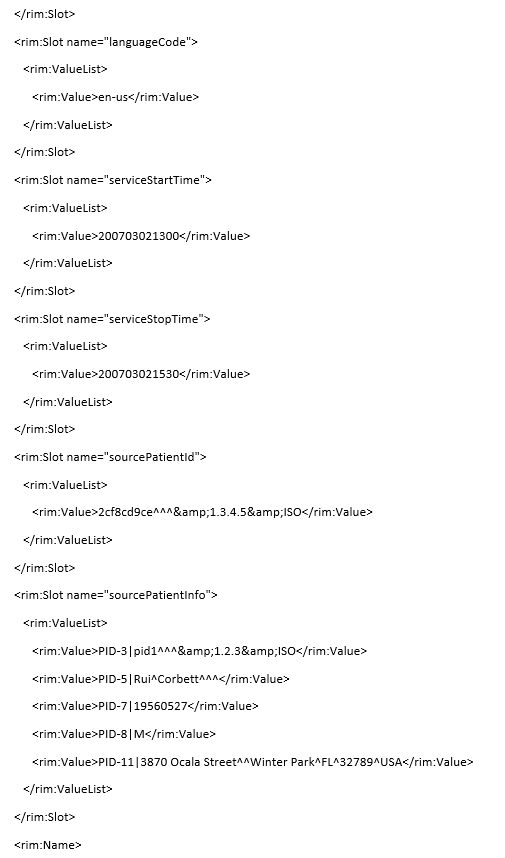 </rim:Slot>
<rim:Slot name="languageCode">
<rim:ValueList>
<rim:Value>en-us</rim:Value>
</rim:ValueList>
</rim:Slot>
<rim:Slot name="serviceStartTime">
<rim:ValueList>
<rim:Value>200703021300</rim:Value>
</rim:ValueList>
</rim:Slot>
<rim:Slot name="serviceStopTime">
<rim:ValueList>
<rim:Value>200703021530</rim:Value>
</rim:ValueList>
</rim:Slot>
<rim:Slot name="sourcePatientId">
<rim:ValueList>
<rim:Value>2cf8cd9ce^^^&amp;1.3.4.5&amp;ISO</rim:Value>
</rim:ValueList>
</rim:Slot>
<rim:Slot name="sourcePatientInfo">
<rim:ValueList>
<rim:Value>PID-3|pid1^^^&amp;1.2.3&amp;ISO</rim:Value>
<rim:Value>PID-5|Rui^Corbett^^^</rim:Value>
<rim:Value>PID-7|19560527</rim:Value>
<rim:Value>PID-8|M</rim:Value>
<rim:Value>PID-11|3870 Ocala Street^^Winter Park^FL^32789^USA</rim:Value>
</rim:ValueList>
</rim:Slot>
<rim:Name>